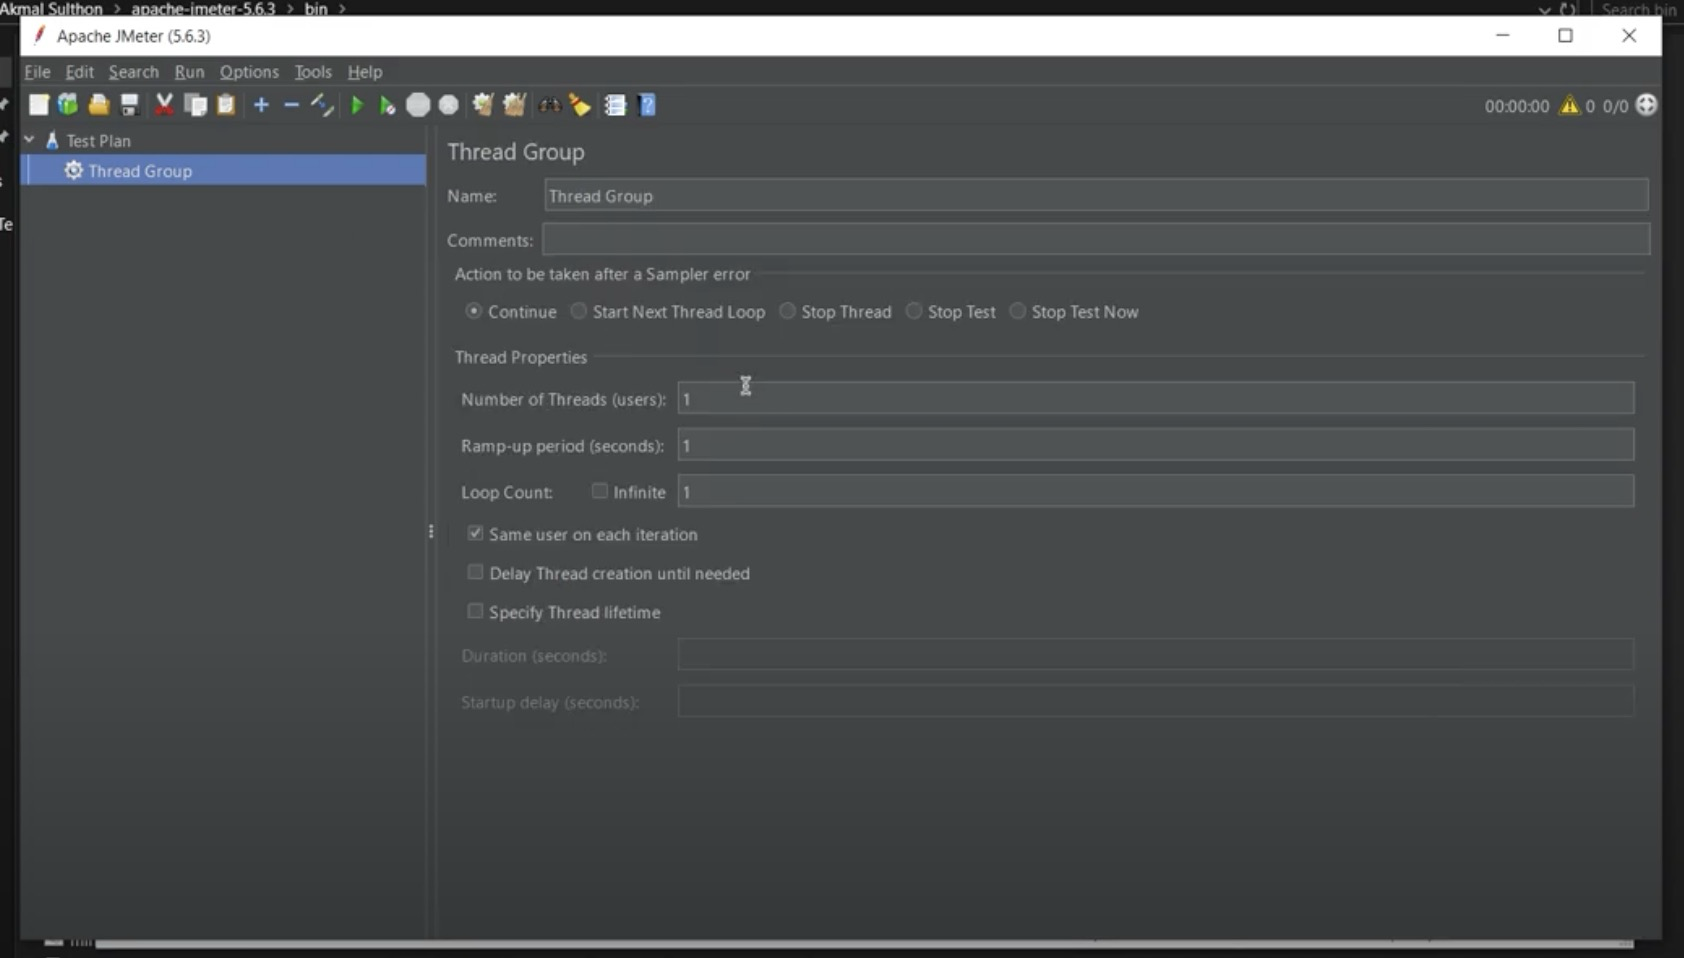 Akmal Sulthon > apache-jmeter-5.6.3 > bin >
Search bin
Apache JMeter (5.6.3)
File Edit Search Run Options Tools Help
00:00:00 0 0/0
Test Plan
Thread Group
Thread Group
Name: Thread Group
Comments:
Action to be taken after a Sampler error
Continue Start Next Thread Loop Stop Thread Stop Test Stop Test Now
Thread Properties
Number of Threads (users): 1
Ramp-up period (seconds): 1
Loop Count: Infinite 1
Same user on each iteration
Delay Thread creation until needed
Specify Thread lifetime
Duration (seconds):
Startup delay (seconds):